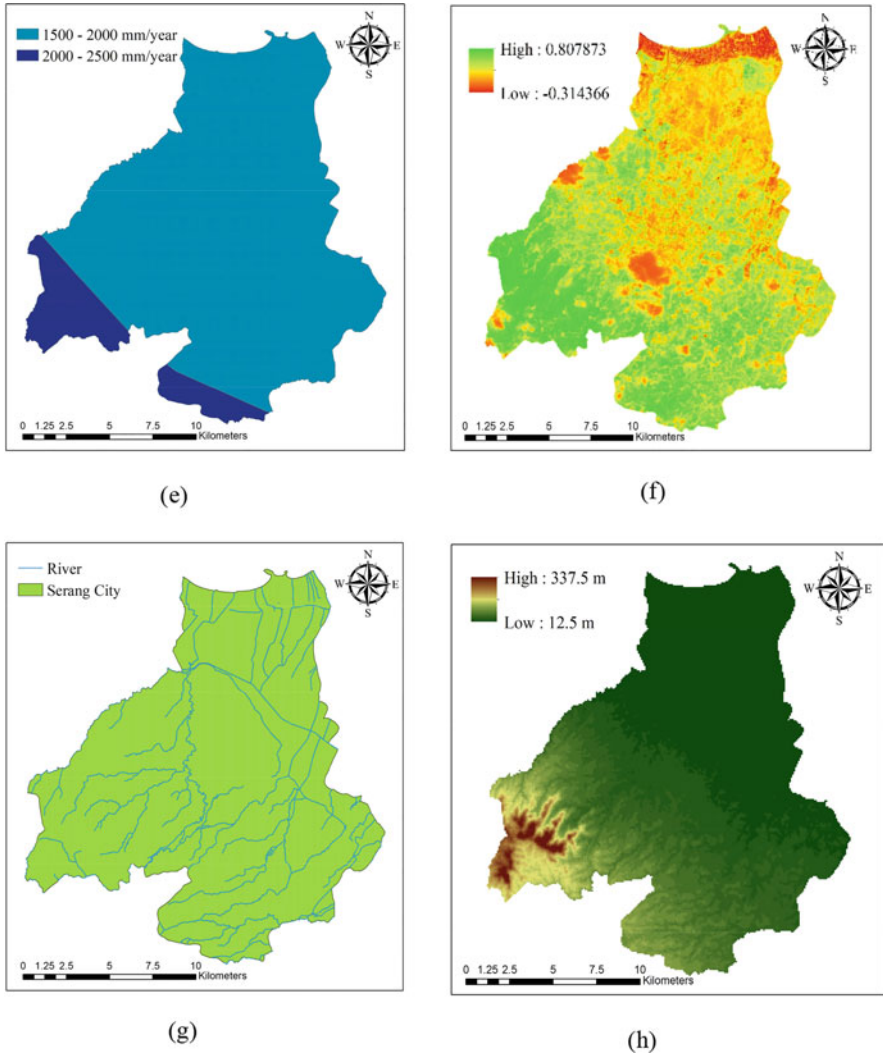 1500 - 2000 mm/year
2000 - 2500 mm/year
N
W E
S
0 1.25 2.5 5 7.5 10
Kilometers
(e)
High : 0.807873
Low : -0.314366
N
W E
S
0 1.25 2.5 5 7.5 10
Kilometers
(f)
River
Serang City
N
W E
S
0 1.25 2.5 5 7.5 10
Kilometers
(g)
High : 337.5 m
Low : 12.5 m
N
W E
S
0 1.25 2.5 5 7.5 10
Kilometers
(h)